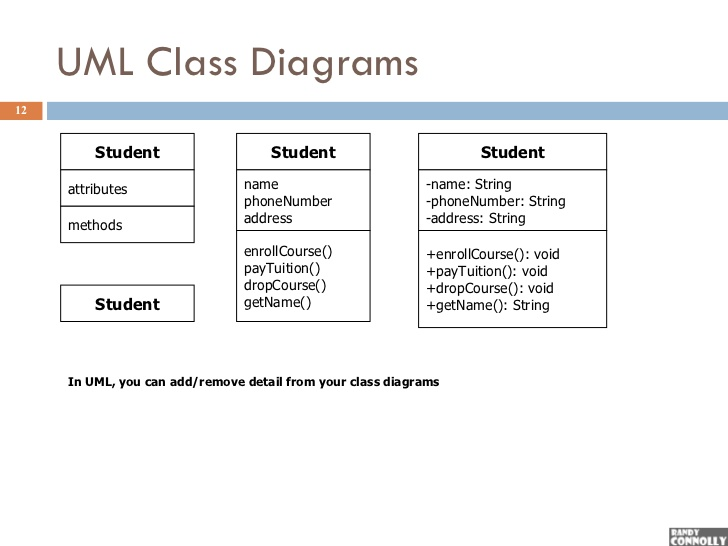 UML Class Diagrams
12
Student
attributes
methods
Student
Student
name
phoneNumber
address
enrollCourse()
payTuition()
dropCourse()
getName()
Student
-name: String
-phoneNumber: String
-address: String
+enrollCourse(): void
+payTuition(): void
+dropCourse(): void
+getName(): String
In UML, you can add/remove detail from your class diagrams
RANDY
CONNOLLY